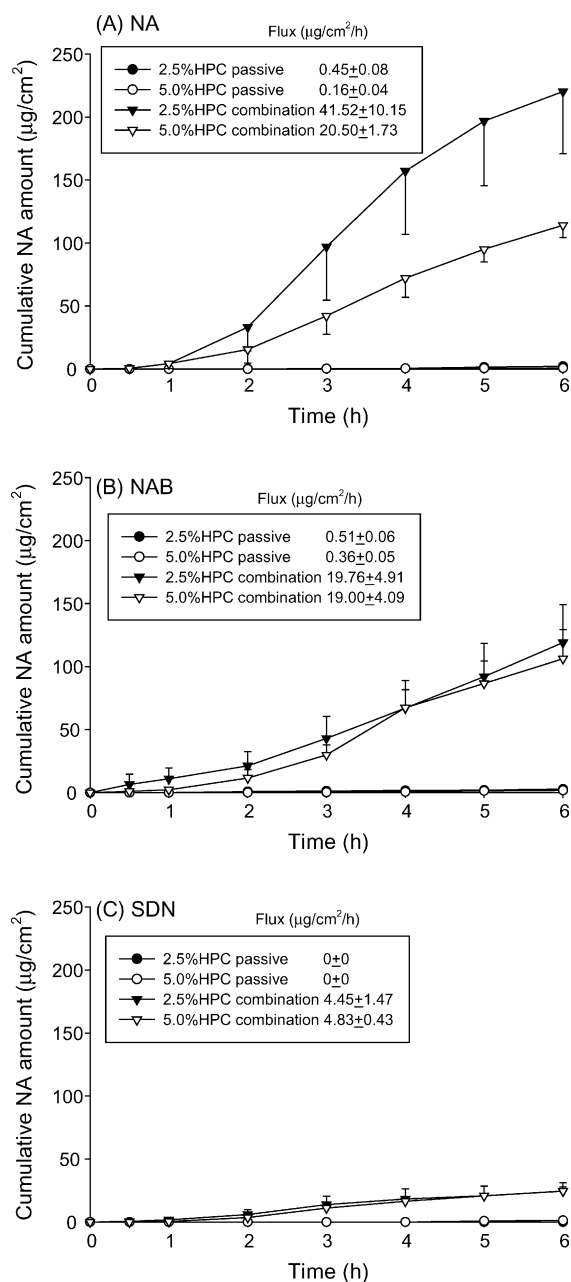 (A) NA
Flux (μg/cm²/h)
2.5%HPC passive 0.45±0.08
5.0%HPC passive 0.16±0.04
2.5%HPC combination 41.52±10.15
5.0%HPC combination 20.50±1.73
Cumulative NA amount (μg/cm²)
250
200
150
100
50
0
0 1 2 3 4 5 6
Time (h)
(B) NAB
Flux (μg/cm²/h)
2.5%HPC passive 0.51±0.06
5.0%HPC passive 0.36±0.05
2.5%HPC combination 19.76±4.91
5.0%HPC combination 19.00±4.09
Cumulative NA amount (μg/cm²)
250
200
150
100
50
0
0 1 2 3 4 5 6
Time (h)
(C) SDN
Flux (μg/cm²/h)
2.5%HPC passive 0±0
5.0%HPC passive 0±0
2.5%HPC combination 4.45±1.47
5.0%HPC combination 4.83±0.43
Cumulative NA amount (μg/cm²)
250
200
150
100
50
0
0 1 2 3 4 5 6
Time (h)